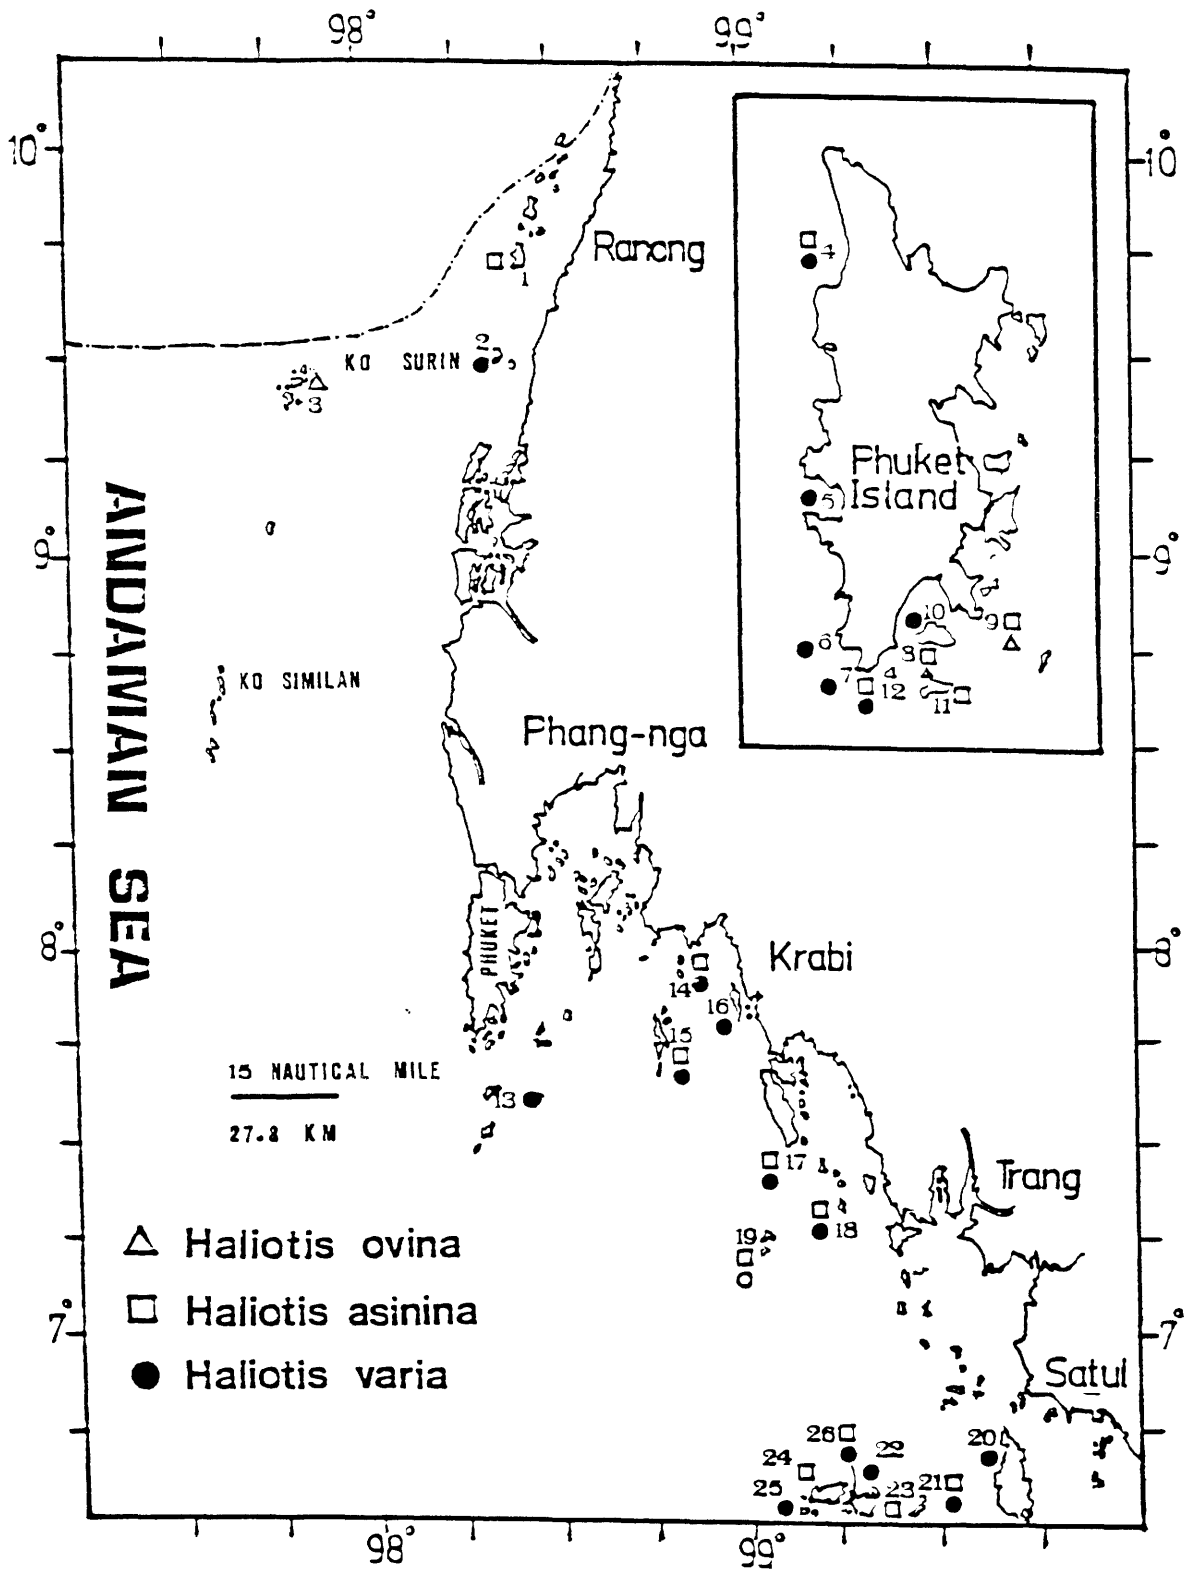 98°
99°
10°
10°
Ranong
1
2
KO SURIN
3
4
Phuket
Island
5
9°
9°
ANDAMAN SEA
10
9
6
8
7
12
11
KO SIMILAN
Phang-nga
PHUKET
8°
8°
Krabi
14
16
15
15 NAUTICAL MILE
27.8 KM
13
17
Trang
18
19
△ Haliotis ovina
□ Haliotis asinina
● Haliotis varia
7°
7°
Satul
26
22
20
24
21
25
23
98°
99°